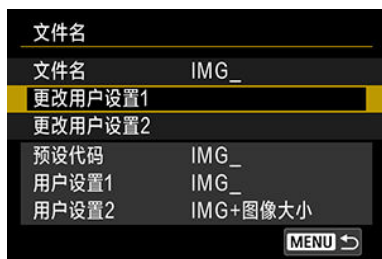 文件名
文件名 IMG_
更改用户设置1
更改用户设置2
预设代码 IMG_
用户设置1 IMG_
用户设置2 IMG+图像大小
MENU